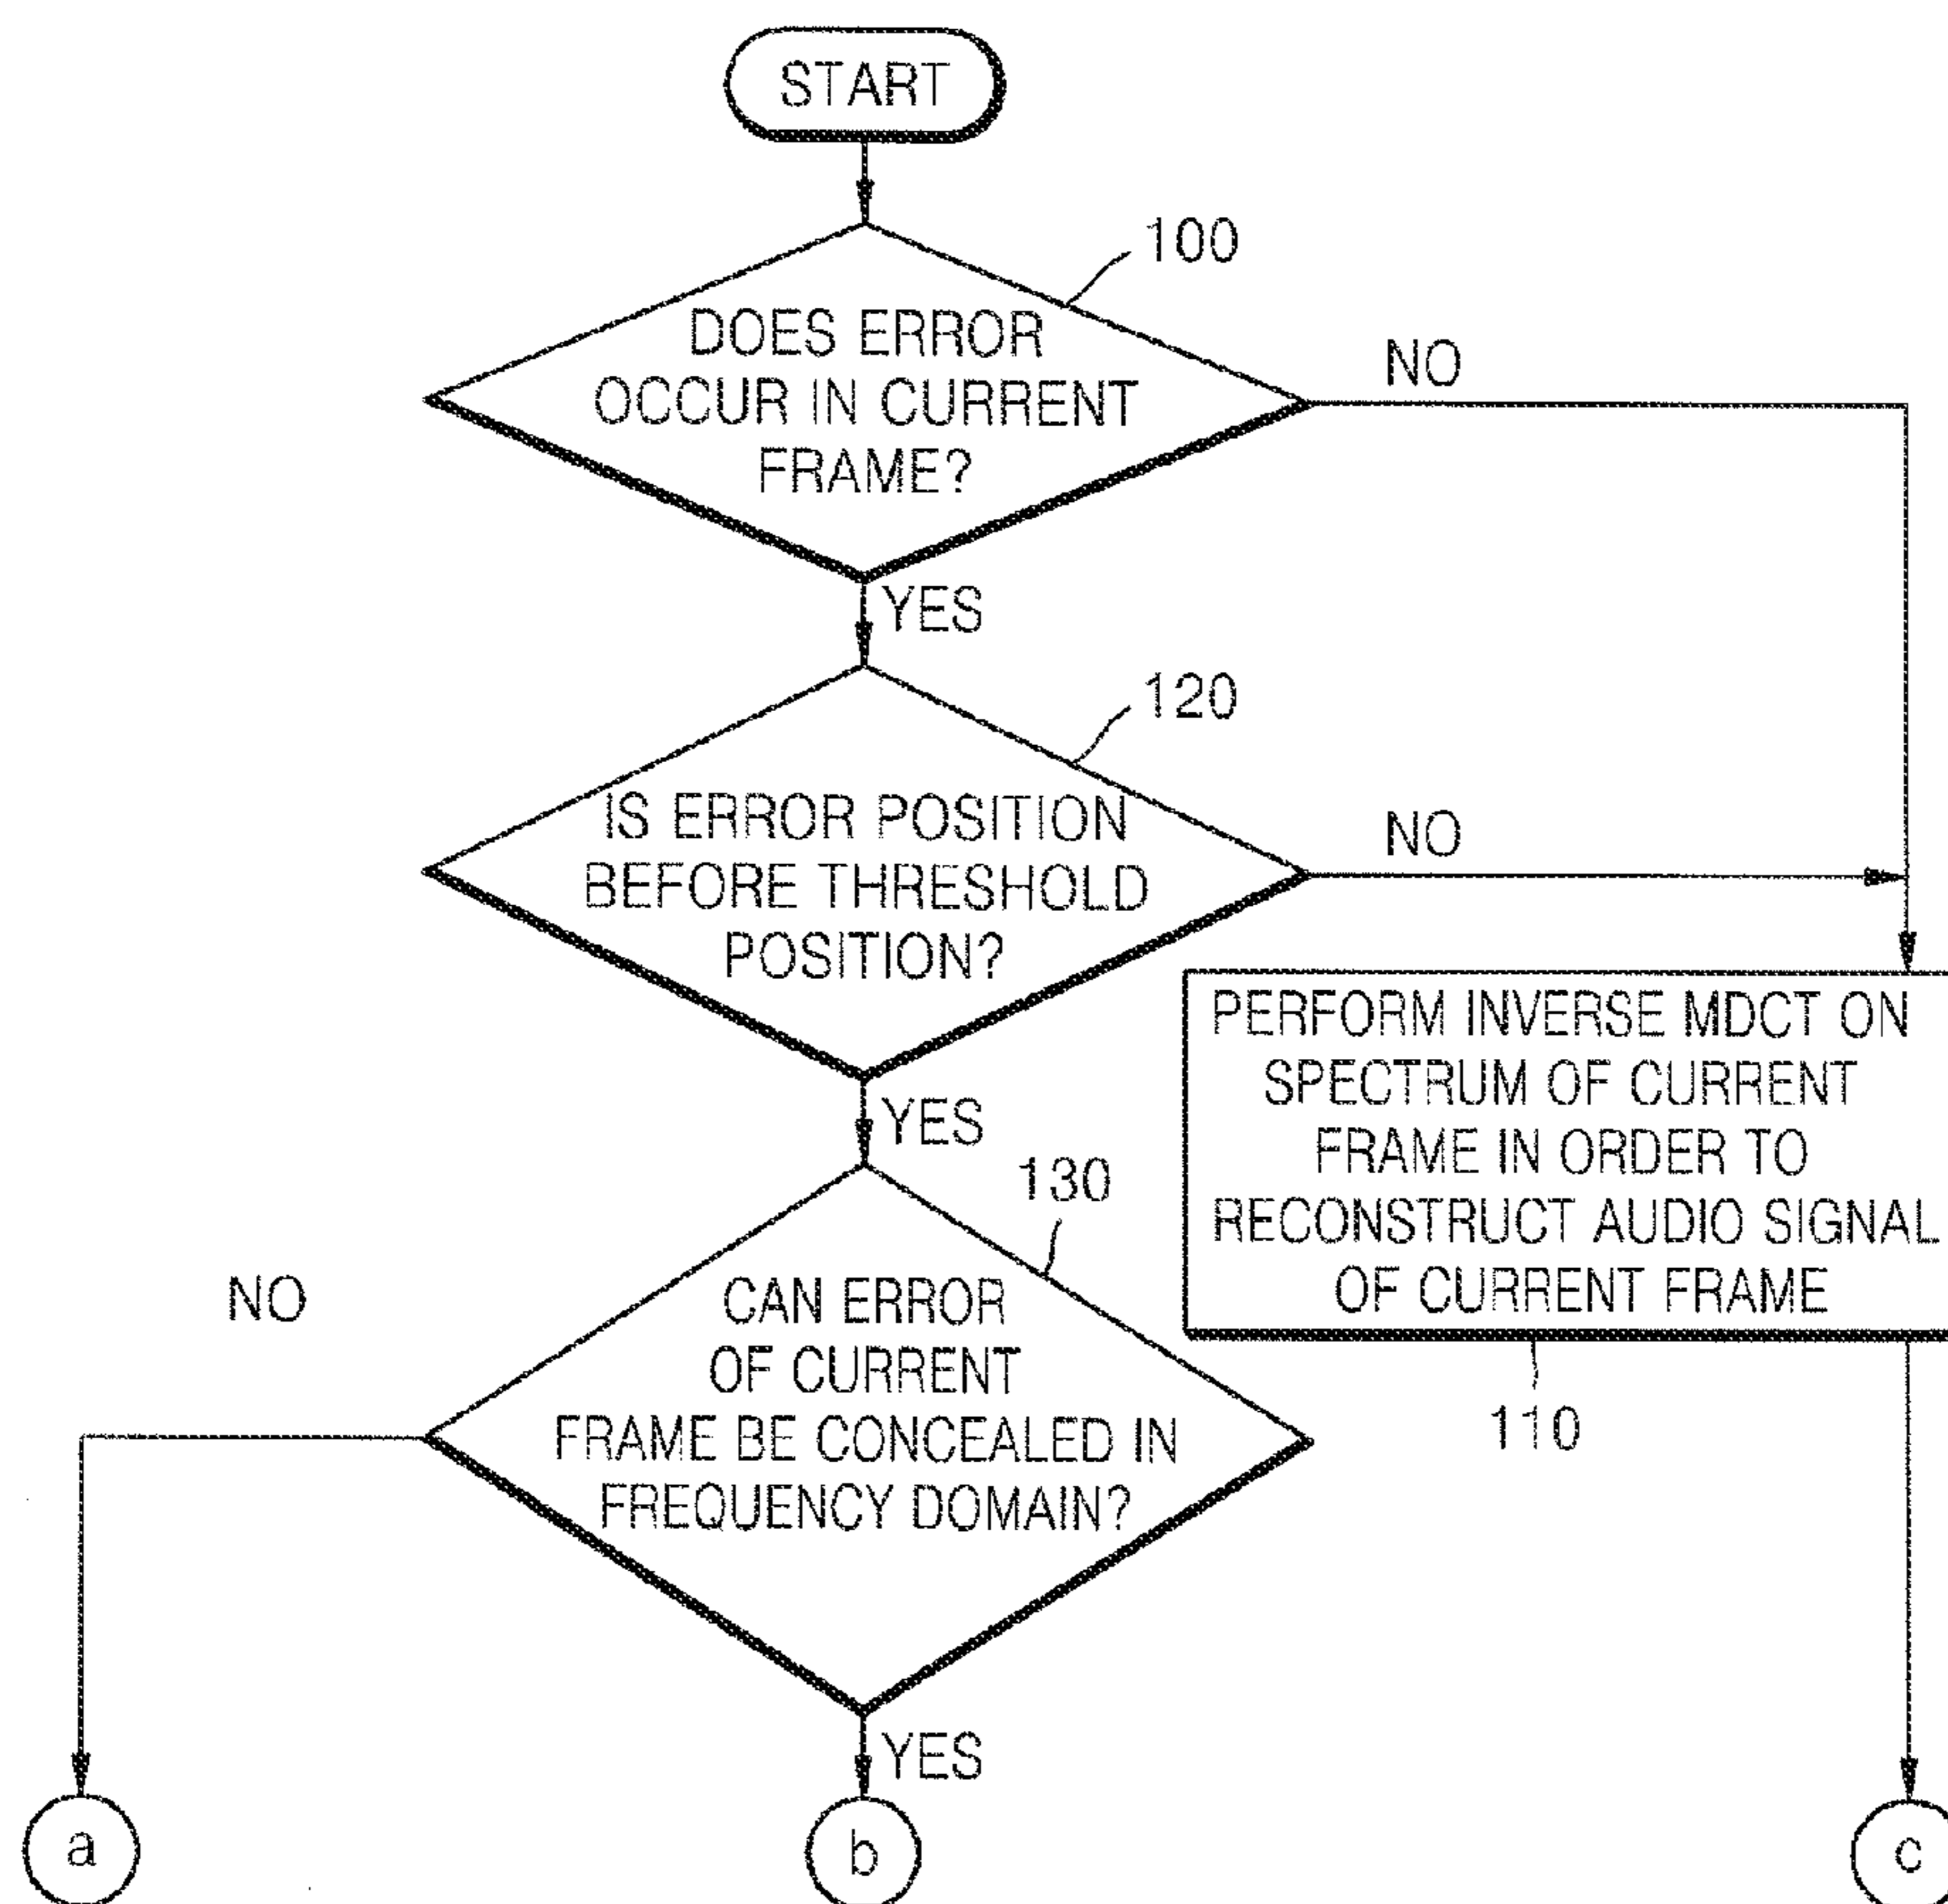 START
100
DOES ERROR
OCCUR IN CURRENT
FRAME?
NO
YES
120
IS ERROR POSITION
BEFORE THRESHOLD
POSITION?
NO
YES
PERFORM INVERSE MDCT ON
SPECTRUM OF CURRENT
FRAME IN ORDER TO
RECONSTRUCT AUDIO SIGNAL
OF CURRENT FRAME
110
130
CAN ERROR
OF CURRENT
FRAME BE CONCEALED IN
FREQUENCY DOMAIN?
NO
YES
a
b
c